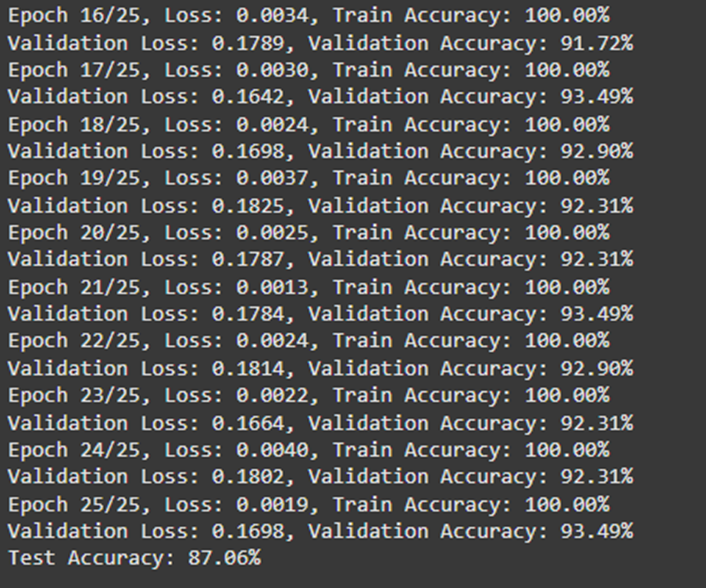 Epoch 16/25, Loss: 0.0034, Train Accuracy: 100.00%
Validation Loss: 0.1789, Validation Accuracy: 91.72%
Epoch 17/25, Loss: 0.0030, Train Accuracy: 100.00%
Validation Loss: 0.1642, Validation Accuracy: 93.49%
Epoch 18/25, Loss: 0.0024, Train Accuracy: 100.00%
Validation Loss: 0.1698, Validation Accuracy: 92.90%
Epoch 19/25, Loss: 0.0037, Train Accuracy: 100.00%
Validation Loss: 0.1825, Validation Accuracy: 92.31%
Epoch 20/25, Loss: 0.0025, Train Accuracy: 100.00%
Validation Loss: 0.1787, Validation Accuracy: 92.31%
Epoch 21/25, Loss: 0.0013, Train Accuracy: 100.00%
Validation Loss: 0.1784, Validation Accuracy: 93.49%
Epoch 22/25, Loss: 0.0024, Train Accuracy: 100.00%
Validation Loss: 0.1814, Validation Accuracy: 92.90%
Epoch 23/25, Loss: 0.0022, Train Accuracy: 100.00%
Validation Loss: 0.1664, Validation Accuracy: 92.31%
Epoch 24/25, Loss: 0.0040, Train Accuracy: 100.00%
Validation Loss: 0.1802, Validation Accuracy: 92.31%
Epoch 25/25, Loss: 0.0019, Train Accuracy: 100.00%
Validation Loss: 0.1698, Validation Accuracy: 93.49%
Test Accuracy: 87.06%